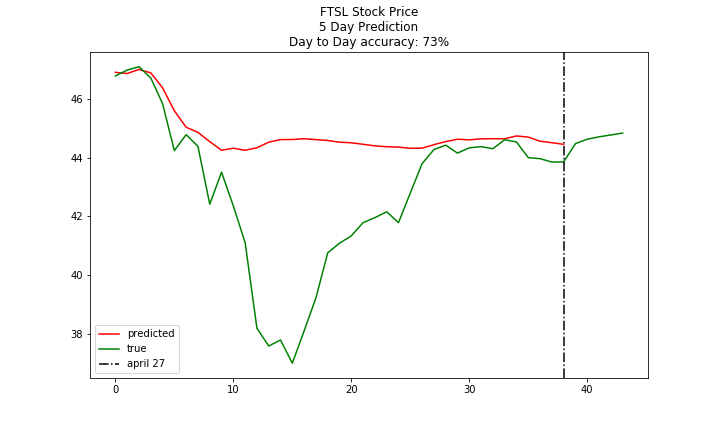 FTSL Stock Price
5 Day Prediction
Day to Day accuracy: 73%
46
44
42
40
38
predicted
true
april 27
0
10
20
30
40